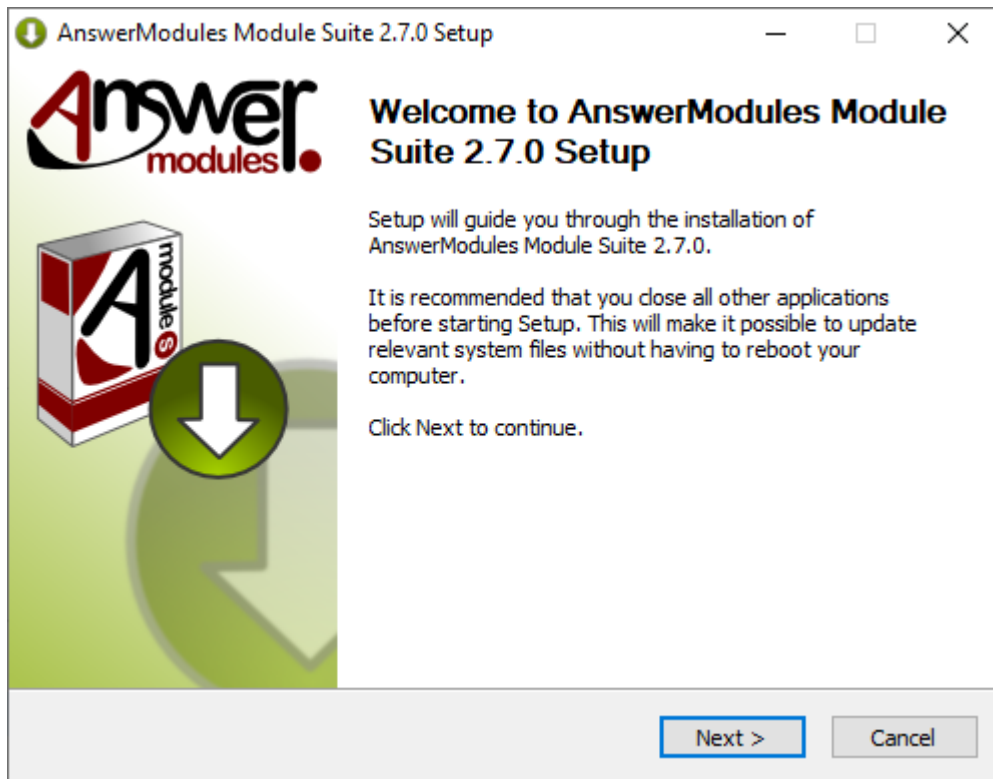 AnswerModules Module Suite 2.7.0 Setup
Answer
modules
Welcome to AnswerModules Module
Suite 2.7.0 Setup
Setup will guide you through the installation of
AnswerModules Module Suite 2.7.0.
It is recommended that you close all other applications
before starting Setup. This will make it possible to update
relevant system files without having to reboot your
computer.
Click Next to continue.
A
modules
Next >
Cancel